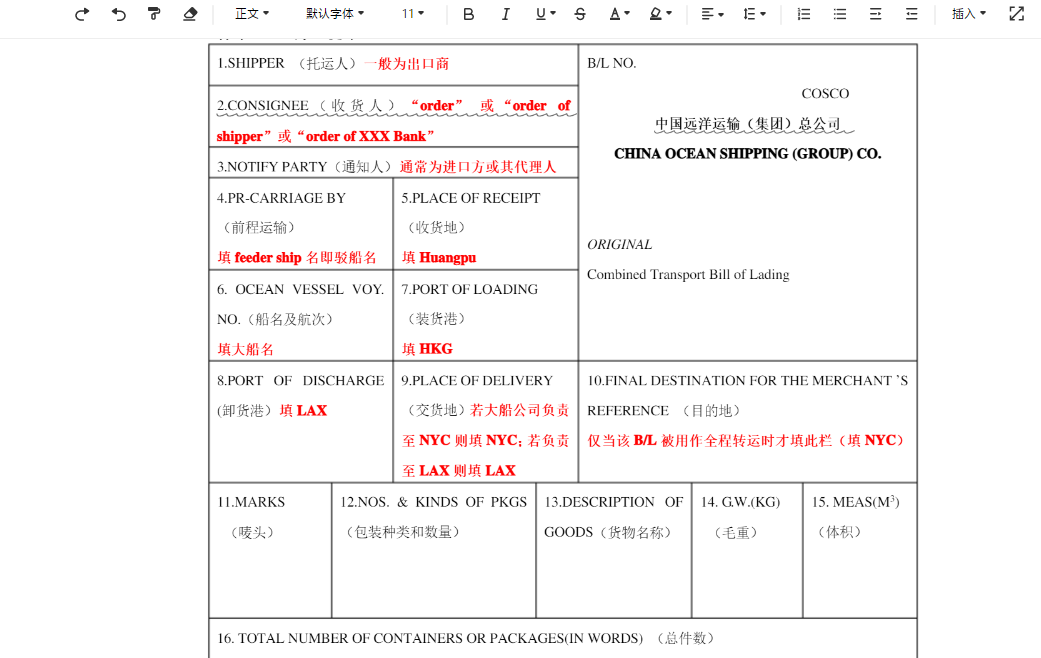 正文 默认字体 11 B I U S A 插入
1.SHIPPER （托运人）一般为出口商
2.CONSIGNEE（收货人）“order” 或“order of
shipper”或“order of XXX Bank”
3.NOTIFY PARTY（通知人）通常为进口方或其代理人
4.PR-CARRIAGE BY
（前程运输）
填 feeder ship 名即驳船名
5.PLACE OF RECEIPT
（收货地）
填 Huangpu
6. OCEAN VESSEL VOY.
NO.（船名及航次）
填大船名
7.PORT OF LOADING
（装货港）
填 HKG
B/L NO.
COSCO
中国远洋运输（集团）总公司
CHINA OCEAN SHIPPING (GROUP) CO.
ORIGINAL
Combined Transport Bill of Lading
8.PORT OF DISCHARGE
(卸货港）填 LAX
9.PLACE OF DELIVERY
（交货地）若大船公司负责
至 NYC 则填 NYC；若负责
至 LAX 则填 LAX
10.FINAL DESTINATION FOR THE MERCHANT ’S
REFERENCE （目的地）
仅当该 B/L 被用作全程转运时才填此栏（填 NYC）
11.MARKS
（唛头）
12.NOS. & KINDS OF PKGS
（包装种类和数量）
13.DESCRIPTION OF
GOODS（货物名称）
14. G.W.(KG)
（毛重）
15. MEAS(M³)
（体积）
16. TOTAL NUMBER OF CONTAINERS OR PACKAGES(IN WORDS) （总件数）